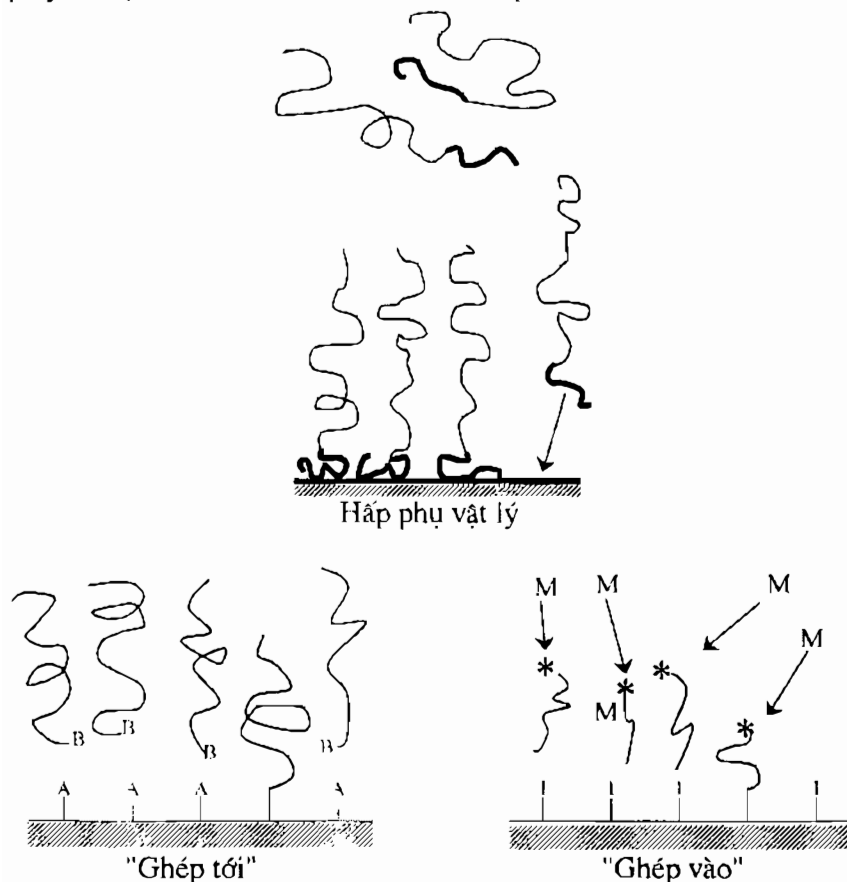 Hấp phụ vật lý
M M M
M
M
B B B B
A A A A
I I I I I
"Ghép tới" "Ghép vào"